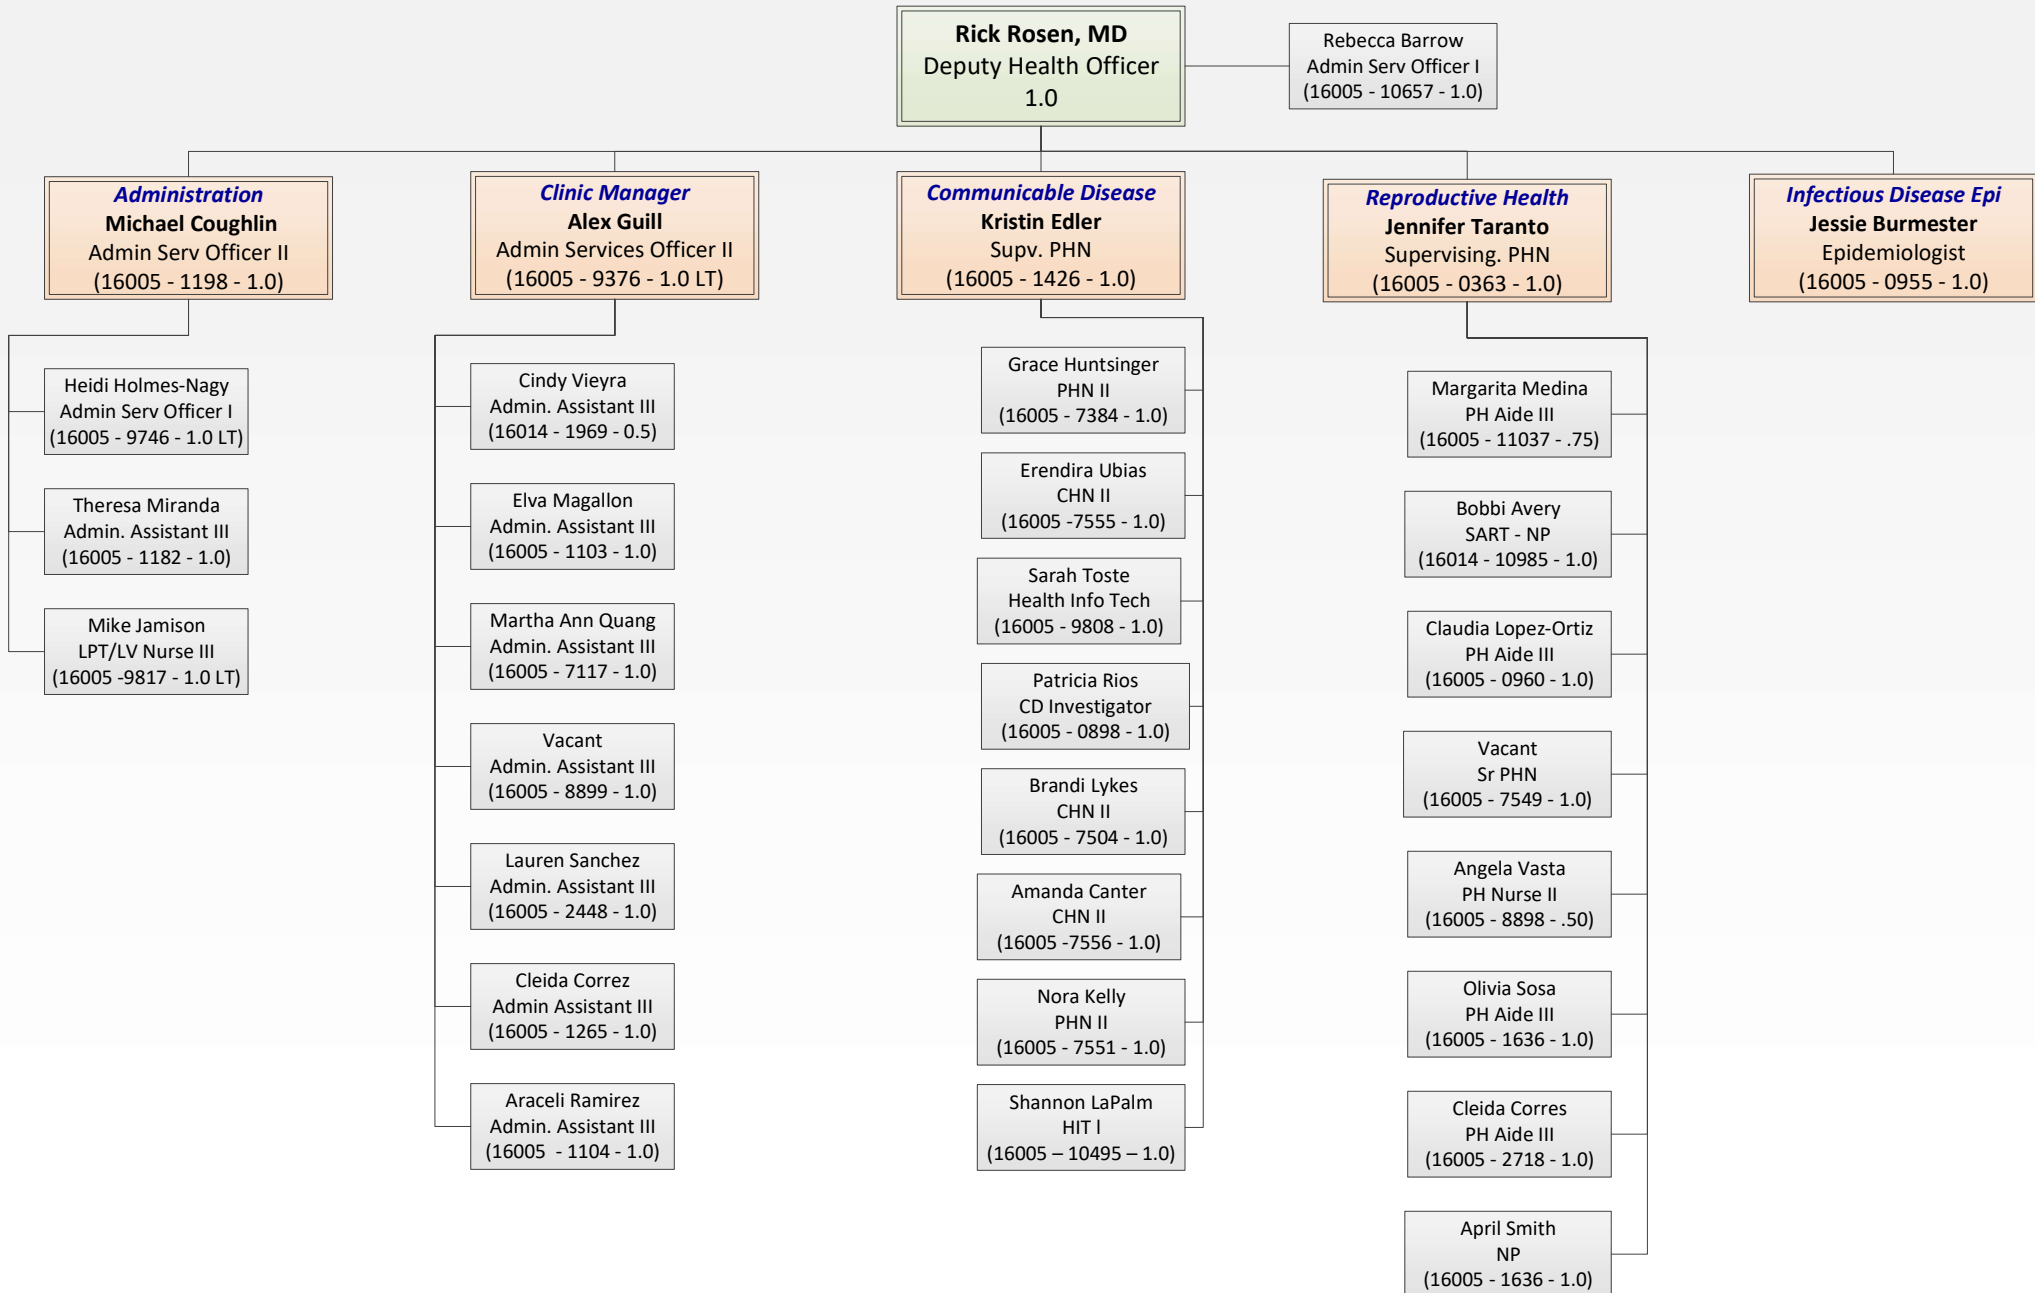 Rick Rosen, MD
Deputy Health Officer
1.0
Rebecca Barrow
Admin Serv Officer I
(16005 - 10657 - 1.0)
Administration
Michael Coughlin
Admin Serv Officer II
(16005 - 1198 - 1.0)
Clinic Manager
Alex Guill
Admin Services Officer II
(16005 - 9376 - 1.0 LT)
Communicable Disease
Kristin Edler
Supv. PHN
(16005 - 1426 - 1.0)
Reproductive Health
Jennifer Taranto
Supervising. PHN
(16005 - 0363 - 1.0)
Infectious Disease Epi
Jessie Burmester
Epidemiologist
(16005 - 0955 - 1.0)
Heidi Holmes-Nagy
Admin Serv Officer I
(16005 - 9746 - 1.0 LT)
Theresa Miranda
Admin. Assistant III
(16005 - 1182 - 1.0)
Mike Jamison
LPT/LV Nurse III
(16005 -9817 - 1.0 LT)
Cindy Vieyra
Admin. Assistant III
(16014 - 1969 - 0.5)
Elva Magallon
Admin. Assistant III
(16005 - 1103 - 1.0)
Martha Ann Quang
Admin. Assistant III
(16005 - 7117 - 1.0)
Vacant
Admin. Assistant III
(16005 - 8899 - 1.0)
Lauren Sanchez
Admin. Assistant III
(16005 - 2448 - 1.0)
Cleida Correz
Admin Assistant III
(16005 - 1265 - 1.0)
Araceli Ramirez
Admin. Assistant III
(16005  - 1104 - 1.0)
Grace Huntsinger
PHN II
(16005 - 7384 - 1.0)
Erendira Ubias
CHN II
(16005 -7555 - 1.0)
Sarah Toste
Health Info Tech
(16005 - 9808 - 1.0)
Patricia Rios
CD Investigator
(16005 - 0898 - 1.0)
Brandi Lykes
CHN II
(16005 - 7504 - 1.0)
Amanda Canter
CHN II
(16005 -7556 - 1.0)
Nora Kelly
PHN II
(16005 - 7551 - 1.0)
Shannon LaPalm
HIT l
(16005 – 10495 – 1.0)
Margarita Medina
PH Aide III
(16005 - 11037 - .75)
Bobbi Avery
SART - NP
(16014 - 10985 - 1.0)
Claudia Lopez-Ortiz
PH Aide III
(16005 - 0960 - 1.0)
Vacant
Sr PHN
(16005 - 7549 - 1.0)
Angela Vasta
PH Nurse II
(16005 - 8898 - .50)
Olivia Sosa
PH Aide III
(16005 - 1636 - 1.0)
Cleida Corres
PH Aide III
(16005 - 2718 - 1.0)
April Smith
NP
(16005 - 1636 - 1.0)